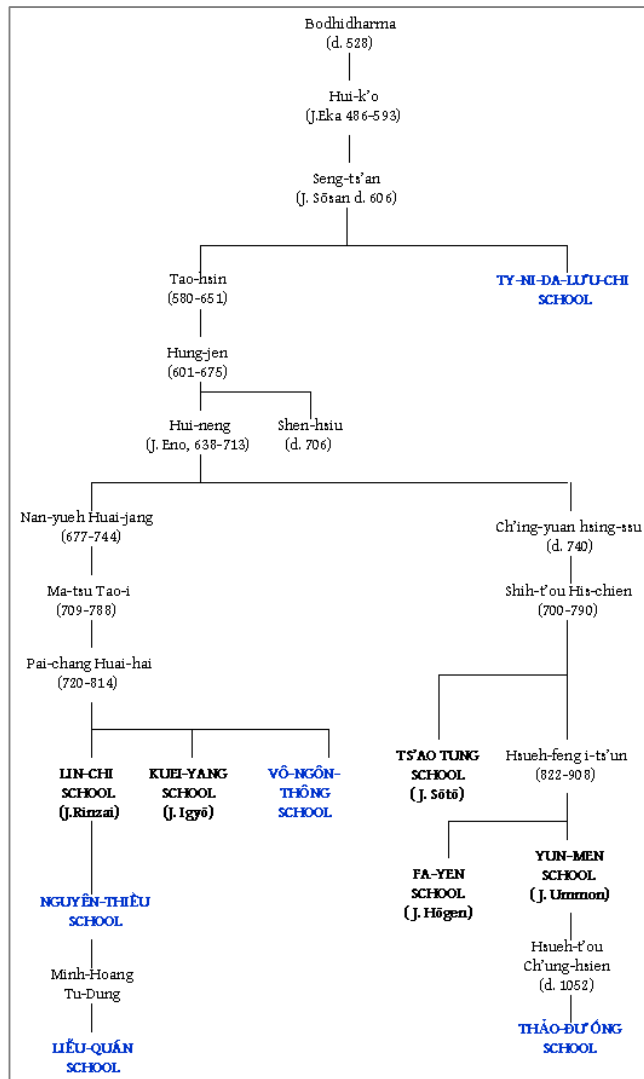 Bodhidharma
(d. 528)
Hui-k'o
(J.Eka 486-593)
Seng-ts'an
(J. Sōsan d. 606)
Tao-hsin
(580-651)
TY-NI-DA-LƯU-CHI
SCHOOL
Hung-jen
(601-675)
Hui-neng
(J. Eno, 638-713)
Shen-hsiu
(d. 706)
Nan-yueh Huai-jang
(677-744)
Ch'ing-yuan hsing-ssu
(d. 740)
Ma-tsu Tao-i
(709-788)
Shih-t'ou His-chien
(700-790)
Pai-chang Huai-hai
(720-814)
LIN-CHI
SCHOOL
(J.Rinzai)
KUEI-YANG
SCHOOL
(J. Igyō)
VÔ-NGÔN-
THÔNG
SCHOOL
TS'AO TUNG
SCHOOL
(J. Sōtō)
Hsueh-feng i-ts'un
(822-908)
FA-YEN
SCHOOL
(J. Hōgen)
YUN-MEN
SCHOOL
(J. Ummon)
NGUYÊN-THIỀU
SCHOOL
Hsueh-t'ou
Ch'ung-hsien
(d. 1052)
Minh-Hoang
Tu-Dung
THẢO-ĐƯỜNG
SCHOOL
LIỄU-QUÁN
SCHOOL